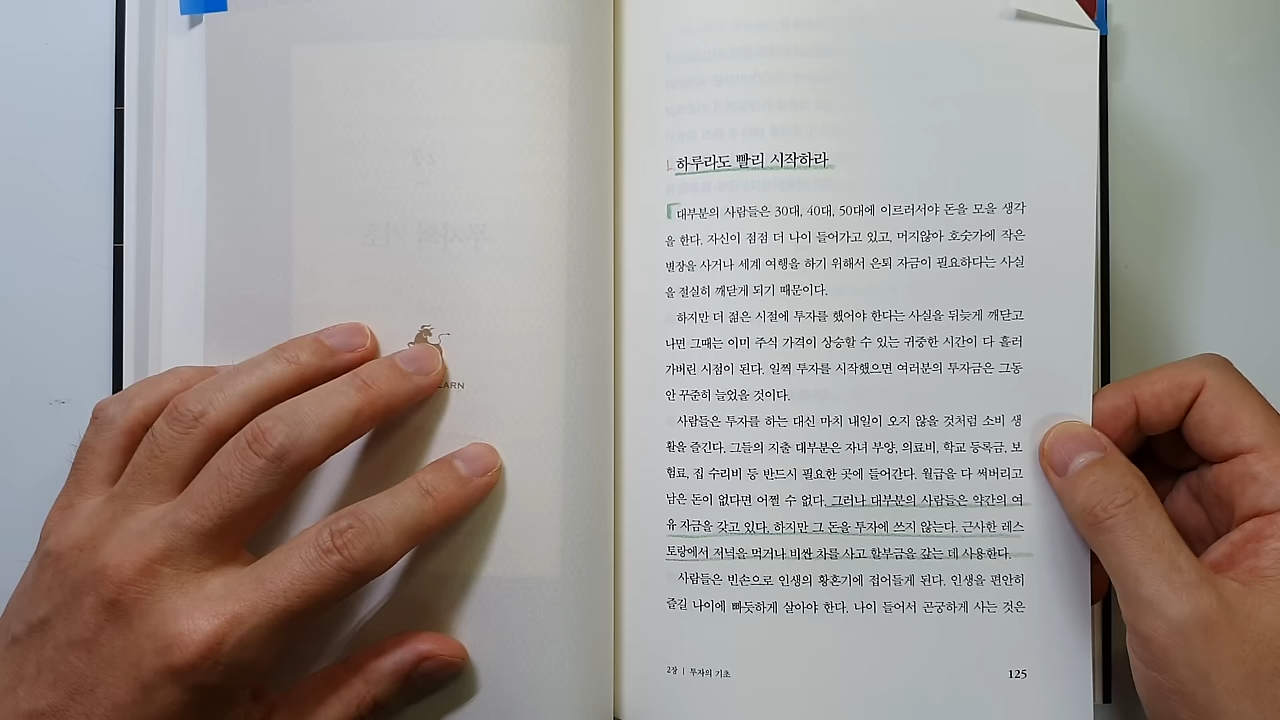 EARN
하루라도 빨리 시작하라
대부분의 사람들은 30대, 40대, 50대에 이르러서야 돈을 모을 생각
을 한다. 자신이 점점 더 나이 들어가고 있고, 머지않아 호숫가에 작은
별장을 사거나 세계 여행을 하기 위해서 은퇴 자금이 필요하다는 사실
을 절실히 깨닫게 되기 때문이다.
하지만 더 젊은 시절에 투자를 했어야 한다는 사실을 뒤늦게 깨닫고
나면 그때는 이미 주식 가격이 상승할 수 있는 귀중한 시간이 다 흘러
가버린 시점이 된다. 일찍 투자를 시작했으면 여러분의 투자금은 그동
안 꾸준히 늘었을 것이다.
사람들은 투자를 하는 대신 마치 내일이 오지 않을 것처럼 소비 생
활을 즐긴다. 그들의 지출 대부분은 자녀 부양, 의료비, 학교 등록금, 보
험료, 집 수리비 등 반드시 필요한 곳에 들어간다. 월급을 다 써버리고
남은 돈이 없다면 어쩔 수 없다. 그러나 대부분의 사람들은 약간의 여
유 자금을 갖고 있다. 하지만 그 돈을 투자에 쓰지 않는다. 근사한 레스
토랑에서 저녁을 먹거나 비싼 차를 사고 할부금을 갚는 데 사용한다.
사람들은 빈손으로 인생의 황혼기에 접어들게 된다. 인생을 편안히
즐길 나이에 빠듯하게 살아야 한다. 나이 들어서 곤궁하게 사는 것은
2장 | 투자의 기초
125